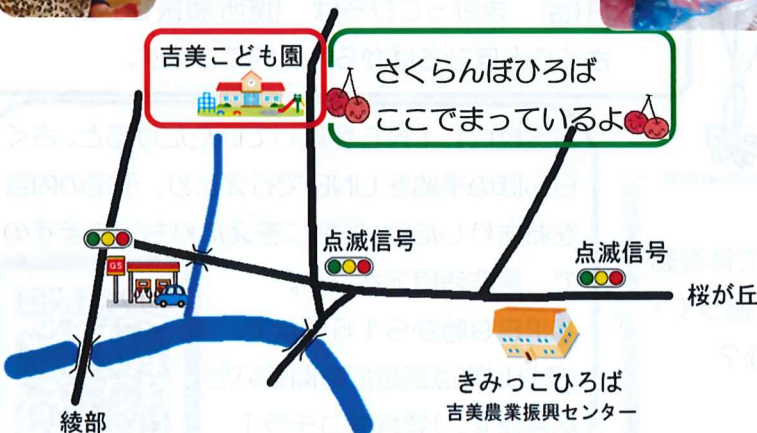 吉美こども園
さくらんぼひろば
ここでまっているよ
点滅信号
点滅信号
GS
桜が丘
きみっこひろば
吉美農業振興センター
綾部